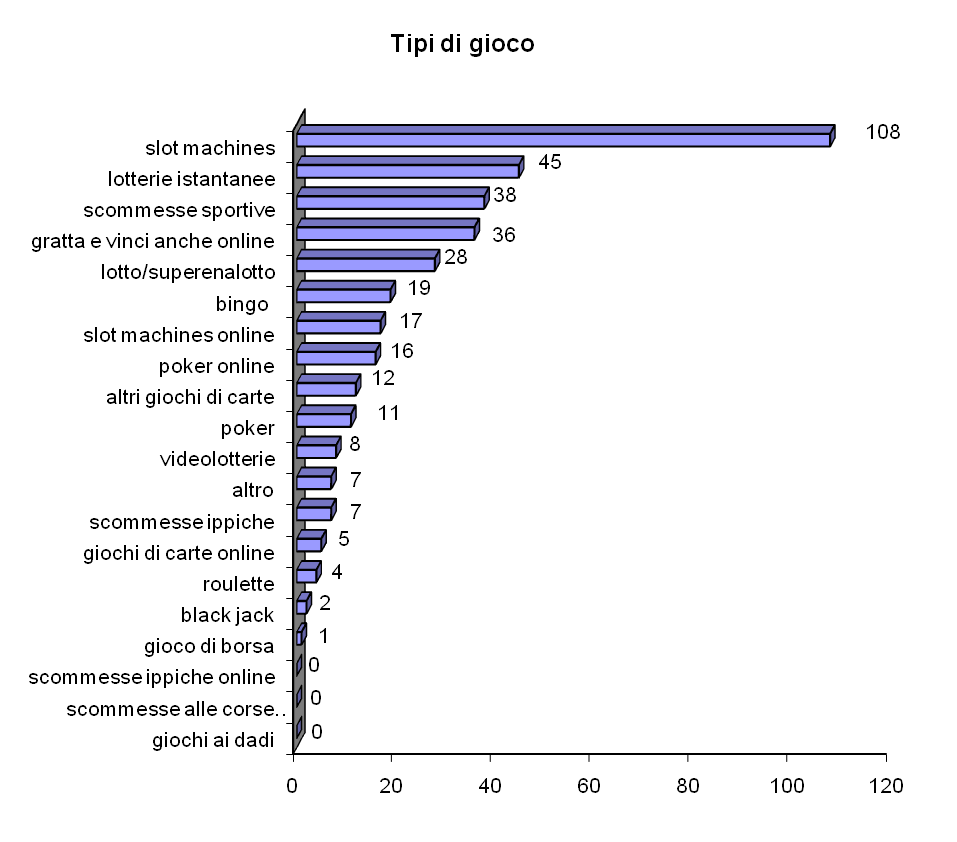 Tipi di gioco
slot machines 108
lotterie istantanee 45
scommesse sportive 38
gratta e vinci anche online 36
lotto/superenalotto 28
bingo 19
slot machines online 17
poker online 16
altri giochi di carte 12
poker 11
videolotterie 8
altro 7
scommesse ippiche 7
giochi di carte online 5
roulette 4
black jack 2
gioco di borsa 1
scommesse ippiche online 0
scommesse alle corse.. 0
giochi ai dadi 0
0 20 40 60 80 100 120